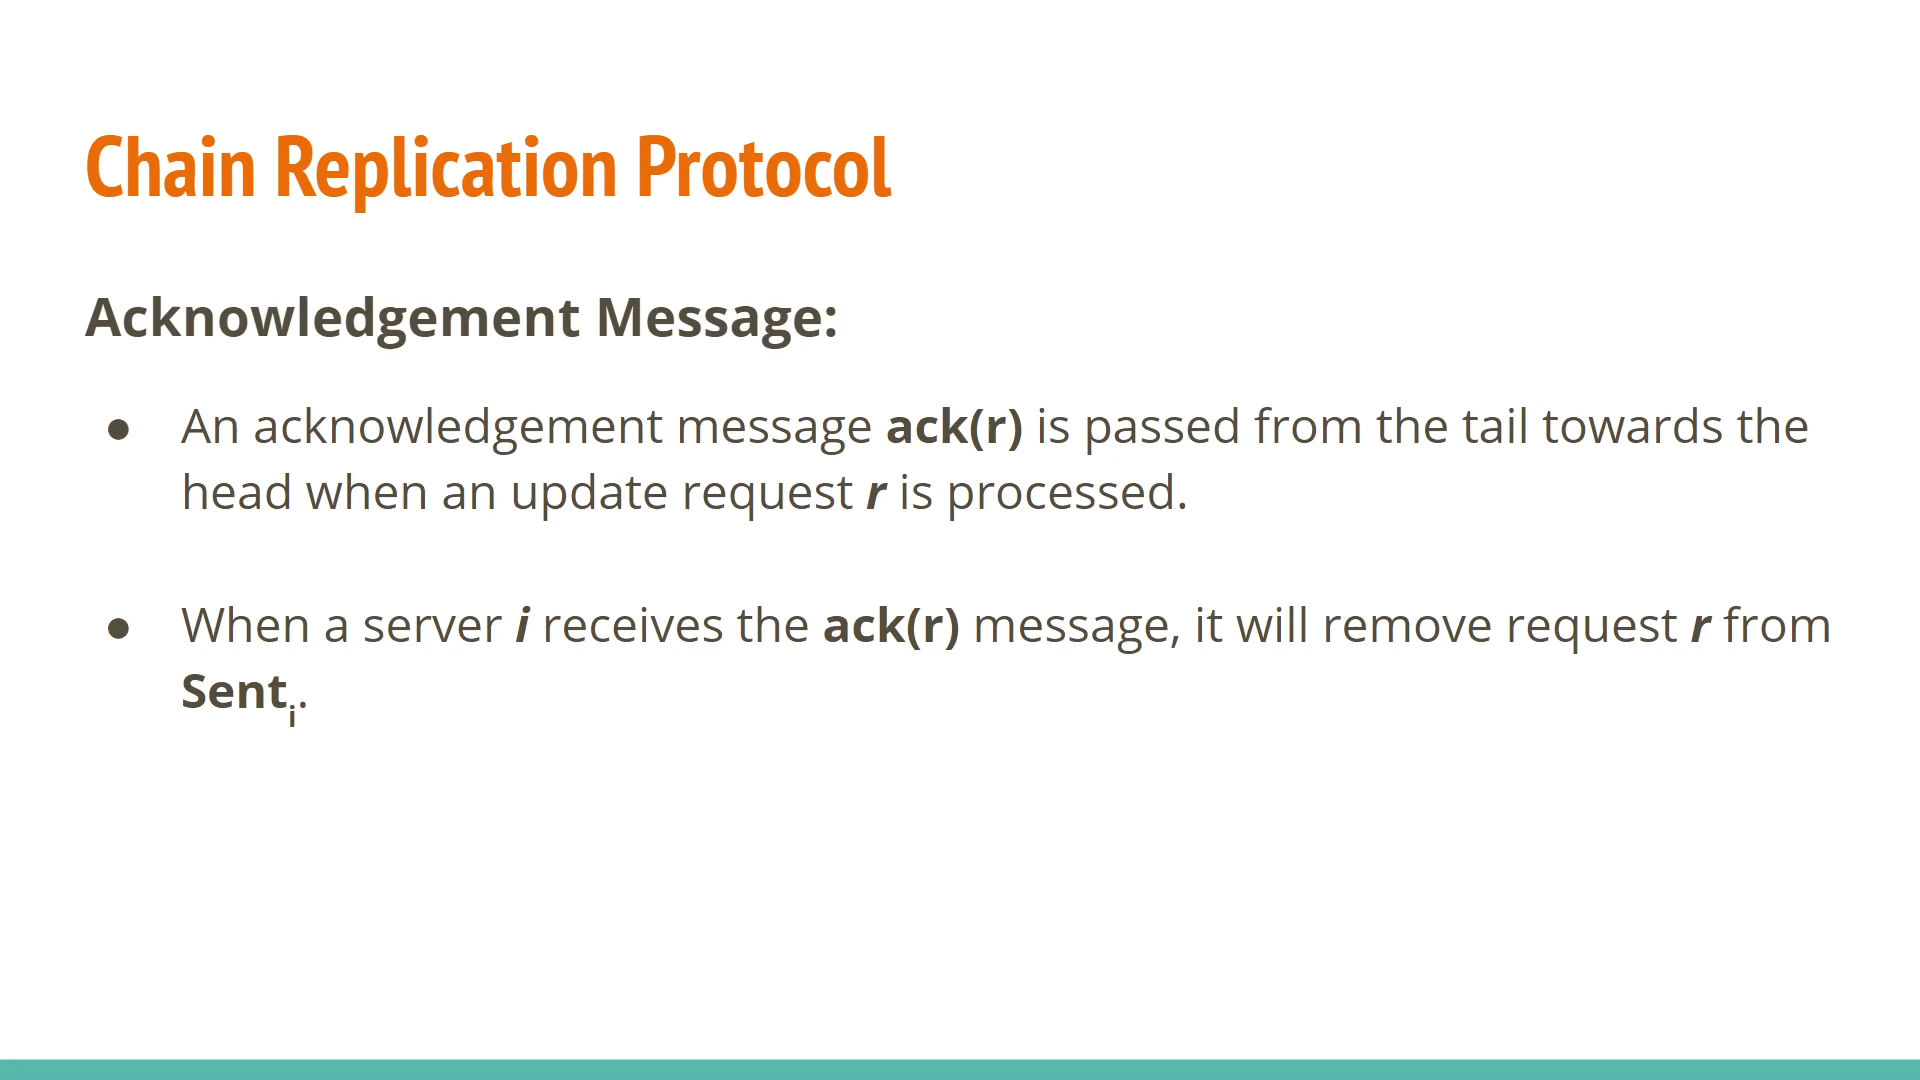 Chain Replication Protocol
Acknowledgement Message:
● An acknowledgement message ack(r) is passed from the tail towards the
head when an update request r is processed.
● When a server i receives the ack(r) message, it will remove request r from
Senti.